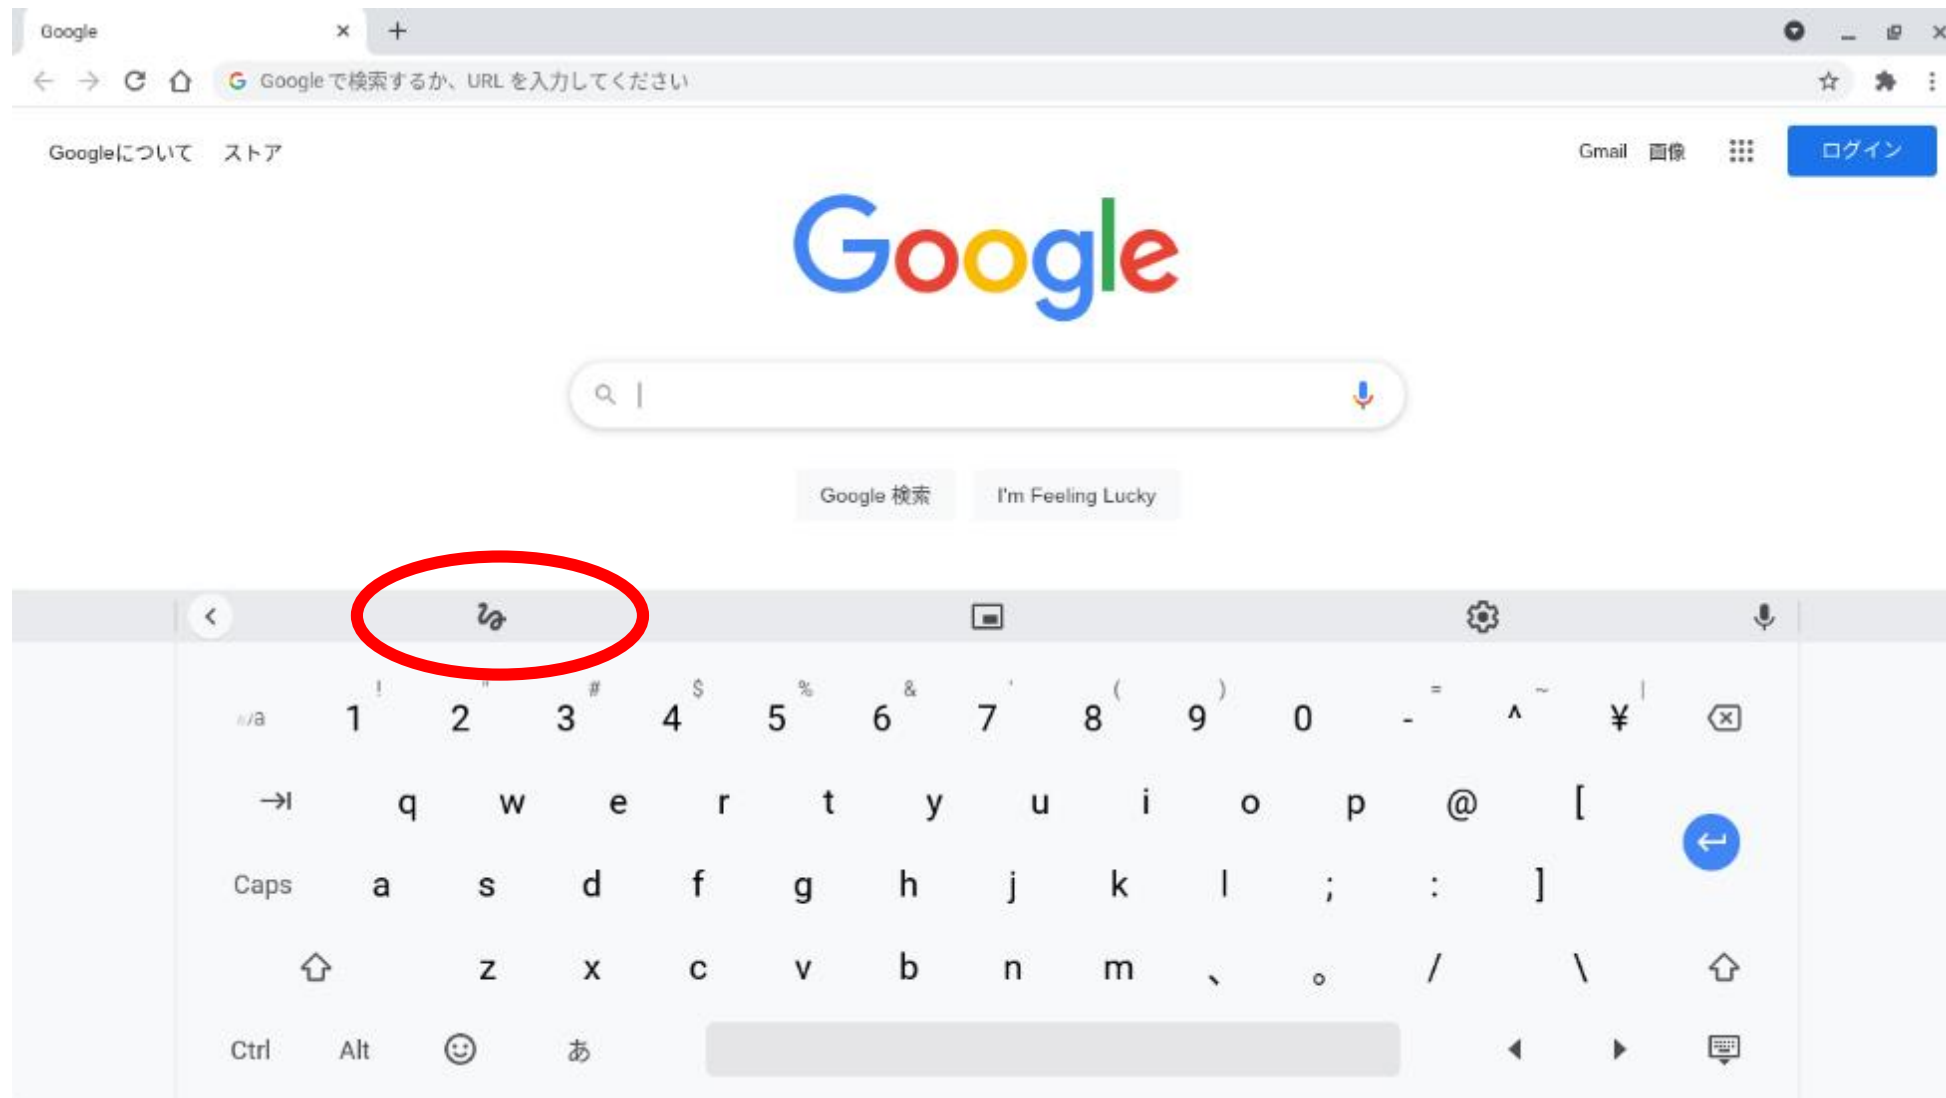 Google
Google で検索するか、URL を入力してください
Googleについて ストア Gmail 画像 ログイン
Google
Google 検索 I'm Feeling Lucky
! " # $ % & ' ( ) = ~ |
1 2 3 4 5 6 7 8 9 0 - ^ ¥
q w e r t y u i o p @ [
Caps a s d f g h j k l ; : ]
z x c v b n m 、 。 / \
Ctrl Alt あ